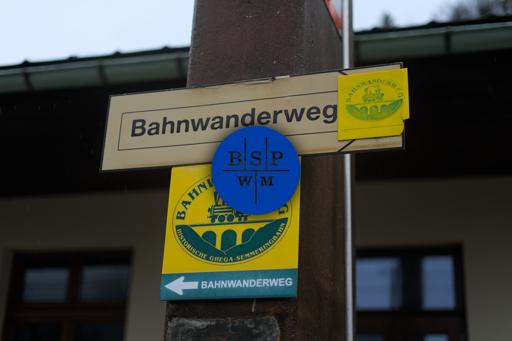 Bahnwanderweg
BAHNWANDERWEG
B S P
W M
HISTORISCHE GHEGA-SEMMERINGBAHN
BAHNWANDERWEG